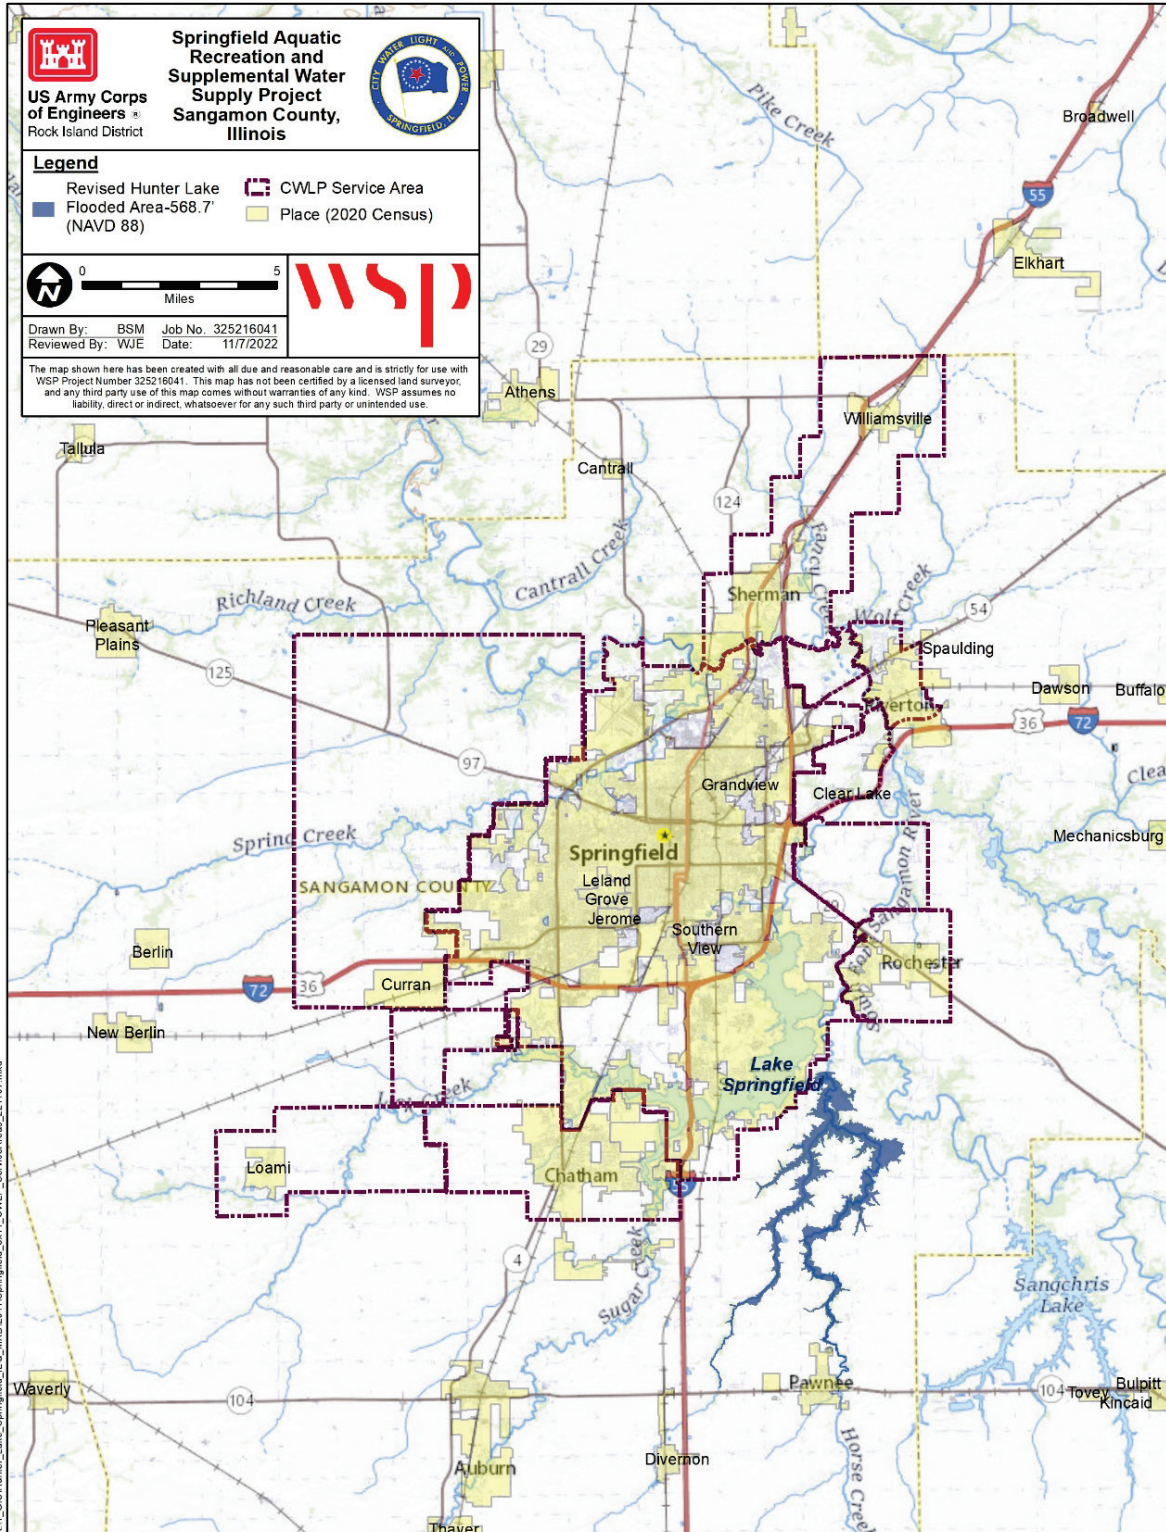 US Army Corps
of Engineers ®
Rock Island District
Springfield Aquatic
Recreation and
Supplemental Water
Supply Project
Sangamon County,
Illinois
CITY WATER LIGHT AND POWER
SPRINGFIELD, IL
Legend
Revised Hunter Lake
Flooded Area-568.7'
(NAVD 88)
CWLP Service Area
Place (2020 Census)
N
0 5
Miles
wsp
Drawn By: BSM Job No. 325216041
Reviewed By: WJE Date: 11/7/2022
The map shown here has been created with all due and reasonable care and is strictly for use with
WSP Project Number 325216041. This map has not been certified by a licensed land surveyor,
and any third party use of this map comes without warranties of any kind. WSP assumes no
liability, direct or indirect, whatsoever for any such third party or unintended use.
Pike Creek
Broadwell
55
Elkhart
29
Athens
Williamsville
Tallula
Cantrall
124
Fancy Creek
Cantrall Creek
Richland Creek
Sherman
Wolf Creek
54
Pleasant
Plains
Spaulding
125
Dawson
Buffalo
Riverton
36
72
97
Grandview
Clear Lake
Clea
Spring Creek
Mechanicsburg
Springfield
SANGAMON COUNTY
Leland
Grove
Jerome
29
South Fork Sangamon River
Southern
View
Berlin
Rochester
72
36
Curran
New Berlin
Lake
Springfield
Lick Creek
Loami
Chatham
4
Sugar Creek
Sangchris
Lake
Waverly
104
Pawnee
104
Tovey
Bulpitt
Kincaid
Auburn
Divernon
Horse Creek
Thayer